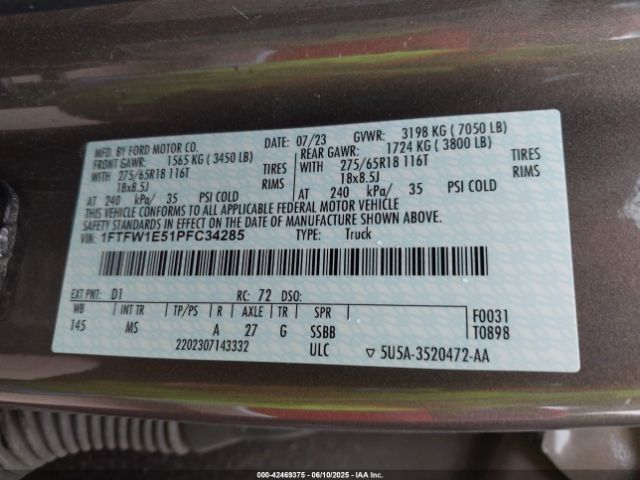 MFD. BY FORD MOTOR CO. DATE: 07/23 GVWR: 3198 KG ( 7050 LB)
FRONT GAWR: 1565 KG ( 3450 LB) REAR GAWR: 1724 KG ( 3800 LB)
WITH 275/65R18 116T TIRES WITH 275/65R18 116T TIRES
18x8.5J RIMS 18x8.5J RIMS
AT 240 kPa/ 35 PSI COLD AT 240 kPa/ 35 PSI COLD
THIS VEHICLE CONFORMS TO ALL APPLICABLE FEDERAL MOTOR VEHICLE
SAFETY STANDARDS IN EFFECT ON THE DATE OF MANUFACTURE SHOWN ABOVE.
VIN: 1FTFW1E51PFC34285 TYPE: Truck
EXT PNT: D1 RC: 72 DSO:
WB INT TR TP/PS R AXLE TR SPR F0031
145 MS A 27 G SSBB T0898
2202307143332 ULC ▽ 5U5A-3520472-AA
000-42469375 - 06/10/2025 - IAAI.com